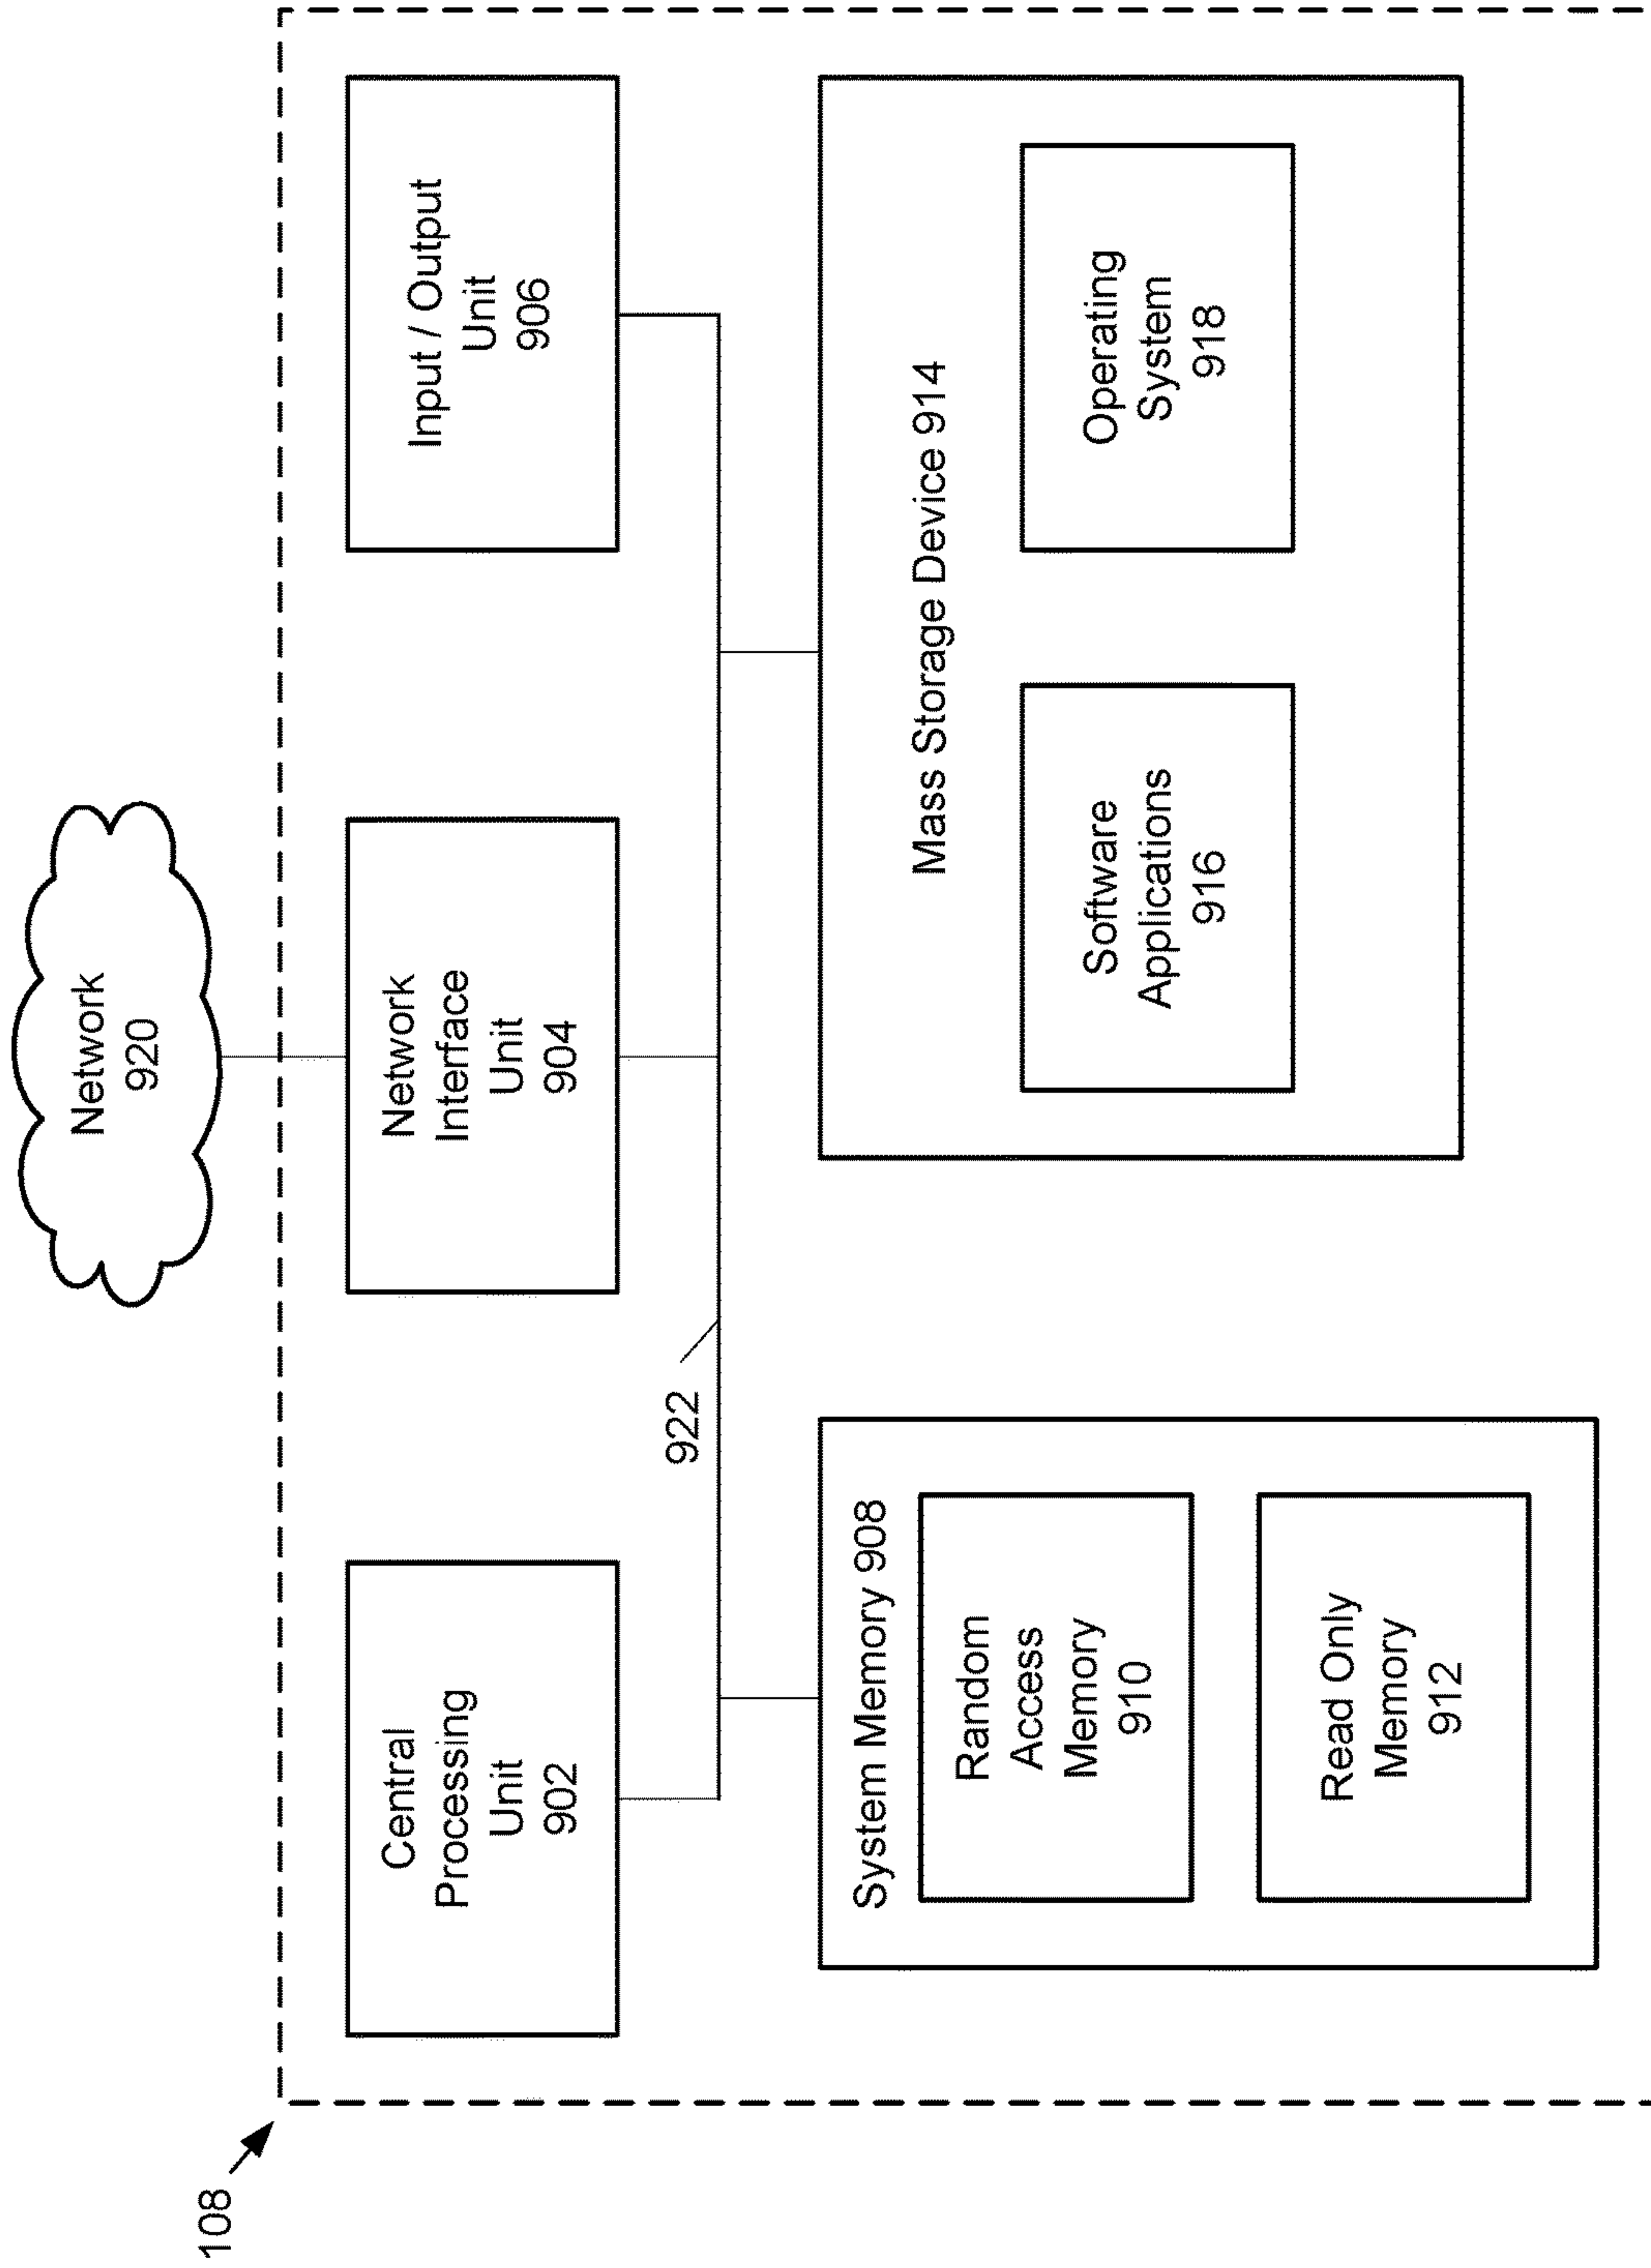 Network
920
108
Central
Processing
Unit
902
Network
Interface
Unit
904
Input / Output
Unit
906
922
System Memory 908
Random
Access
Memory
910
Read Only
Memory
912
Mass Storage Device 914
Software
Applications
916
Operating
System
918